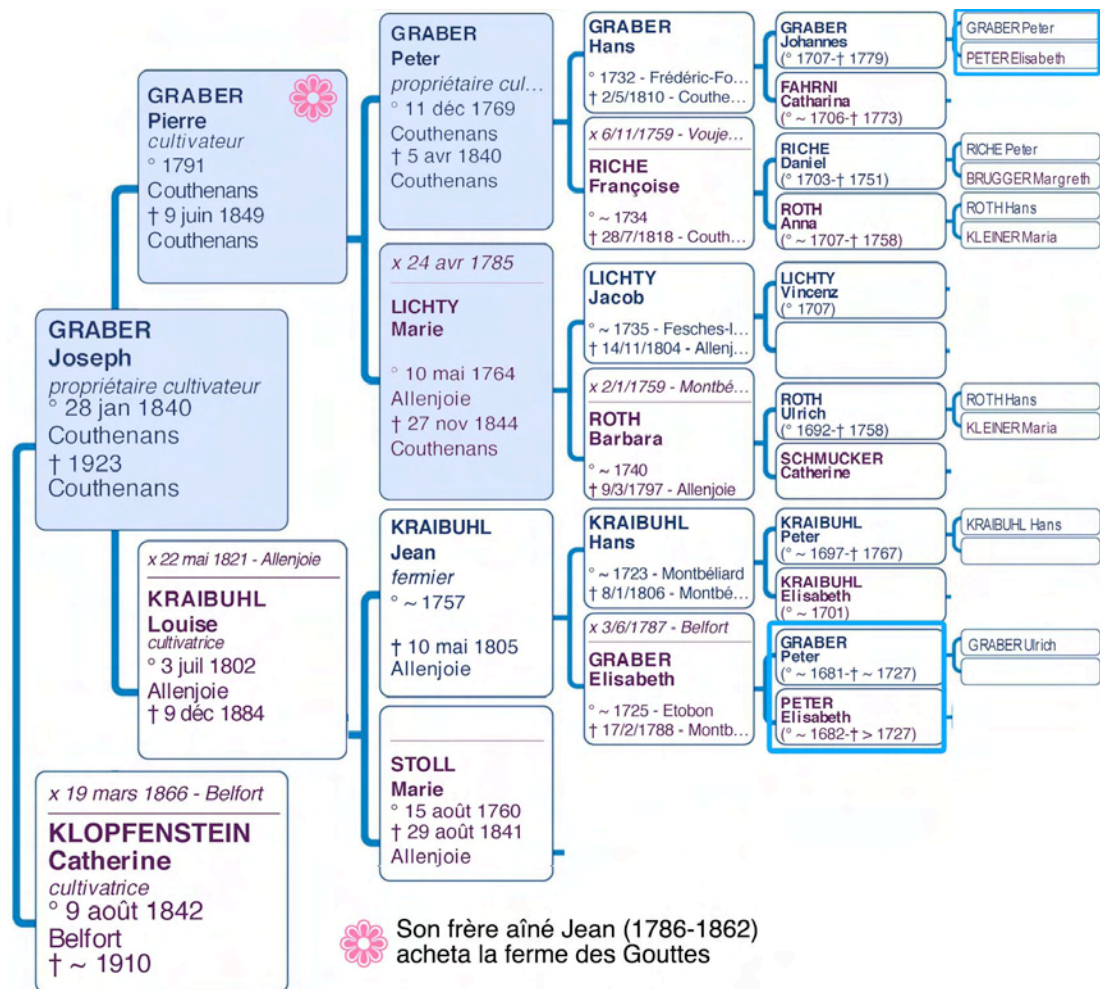 GRABER
Joseph
propriétaire cultivateur
° 28 jan 1840
Couthenans
† 1923
Couthenans
x 19 mars 1866 - Belfort
KLOPFENSTEIN
Catherine
cultivatrice
° 9 août 1842
Belfort
† ~ 1910
GRABER
Pierre
cultivateur
° 1791
Couthenans
† 9 juin 1849
Couthenans
x 22 mai 1821 - Allenjoie
KRAIBUHL
Louise
cultivatrice
° 3 juil 1802
Allenjoie
† 9 déc 1884
GRABER
Peter
propriétaire cul...
° 11 déc 1769
Couthenans
† 5 avr 1840
Couthenans
x 24 avr 1785
LICHTY
Marie
° 10 mai 1764
Allenjoie
† 27 nov 1844
Couthenans
KRAIBUHL
Jean
fermier
° ~ 1757
† 10 mai 1805
Allenjoie
STOLL
Marie
° 15 août 1760
† 29 août 1841
Allenjoie
GRABER
Hans
° 1732 - Frédéric-Fo...
† 2/5/1810 - Couthe...
x 6/11/1759 - Vouje...
RICHE
Françoise
° ~ 1734
† 28/7/1818 - Couth...
LICHTY
Jacob
° ~ 1735 - Fesches-l...
† 14/11/1804 - Allenj...
x 2/1/1759 - Montbé...
ROTH
Barbara
° ~ 1740
† 9/3/1797 - Allenjoie
KRAIBUHL
Hans
° ~ 1723 - Montbéliard
† 8/1/1806 - Montbé...
x 3/6/1787 - Belfort
GRABER
Elisabeth
° ~ 1725 - Etobon
† 17/2/1788 - Montb...
GRABER
Johannes
(° 1707-† 1779)
FAHRNI
Catharina
(° ~ 1706-† 1773)
RICHE
Daniel
(° 1703-† 1751)
ROTH
Anna
(° ~ 1707-† 1758)
LICHTY
Vincenz
(° 1707)
ROTH
Ulrich
(° 1692-† 1758)
SCHMUCKER
Catherine
KRAIBUHL
Peter
(° ~ 1697-† 1767)
KRAIBUHL
Elisabeth
(° ~ 1701)
GRABER
Peter
(° ~ 1681-† ~ 1727)
PETER
Elisabeth
(° ~ 1682-† > 1727)
GRABER Peter
PETER Elisabeth
RICHE Peter
BRUGGER Margreth
ROTH Hans
KLEINER Maria
ROTH Hans
KLEINER Maria
KRAIBUHL Hans
GRABER Ulrich
Son frère aîné Jean (1786-1862)
acheta la ferme des Gouttes